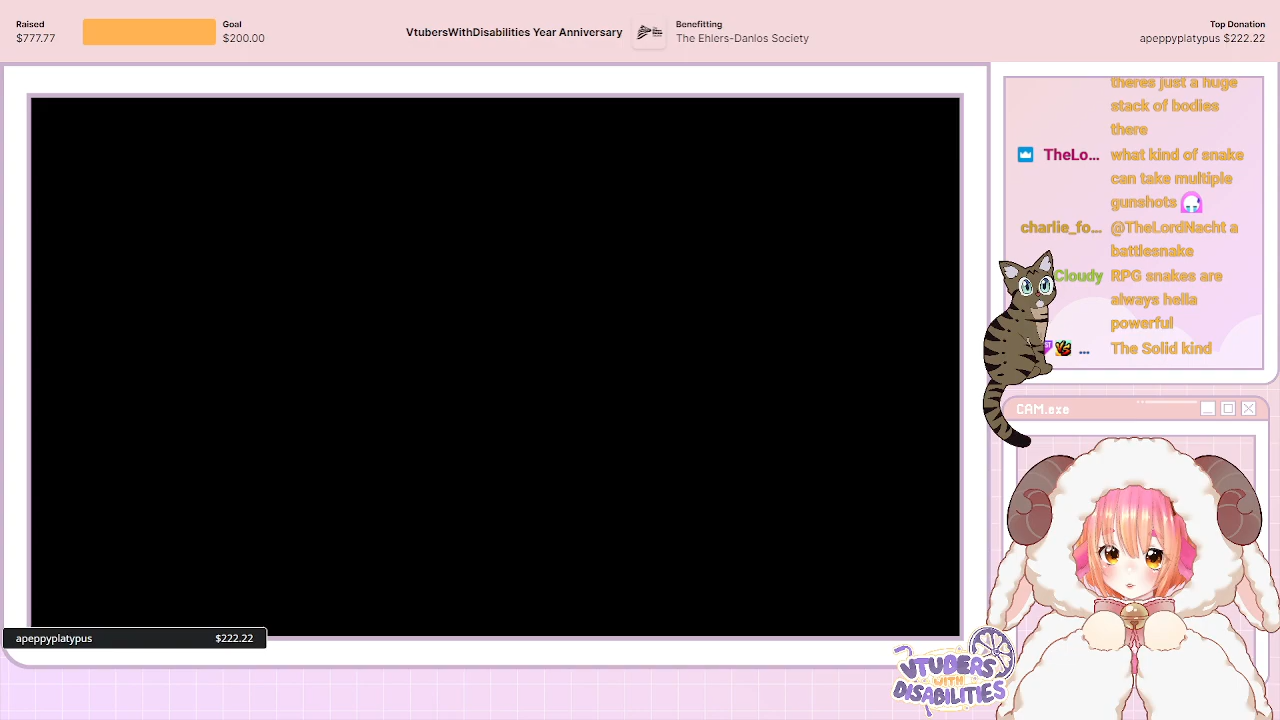 Raised
$777.77
Goal
$200.00
VtubersWithDisabilities Year Anniversary
Benefitting
The Ehlers-Danlos Society
Top Donation
apeppyplatypus $222.22
theres just a huge
stack of bodies
there
TheLo... what kind of snake
can take multiple
gunshots
charlie_fo... @TheLordNacht a
battlesnake
Cloudy RPG snakes are
always hella
powerful
... The Solid kind
CAM.exe
apeppyplatypus $222.22
VTUBERS
WITH
DISABILITIES